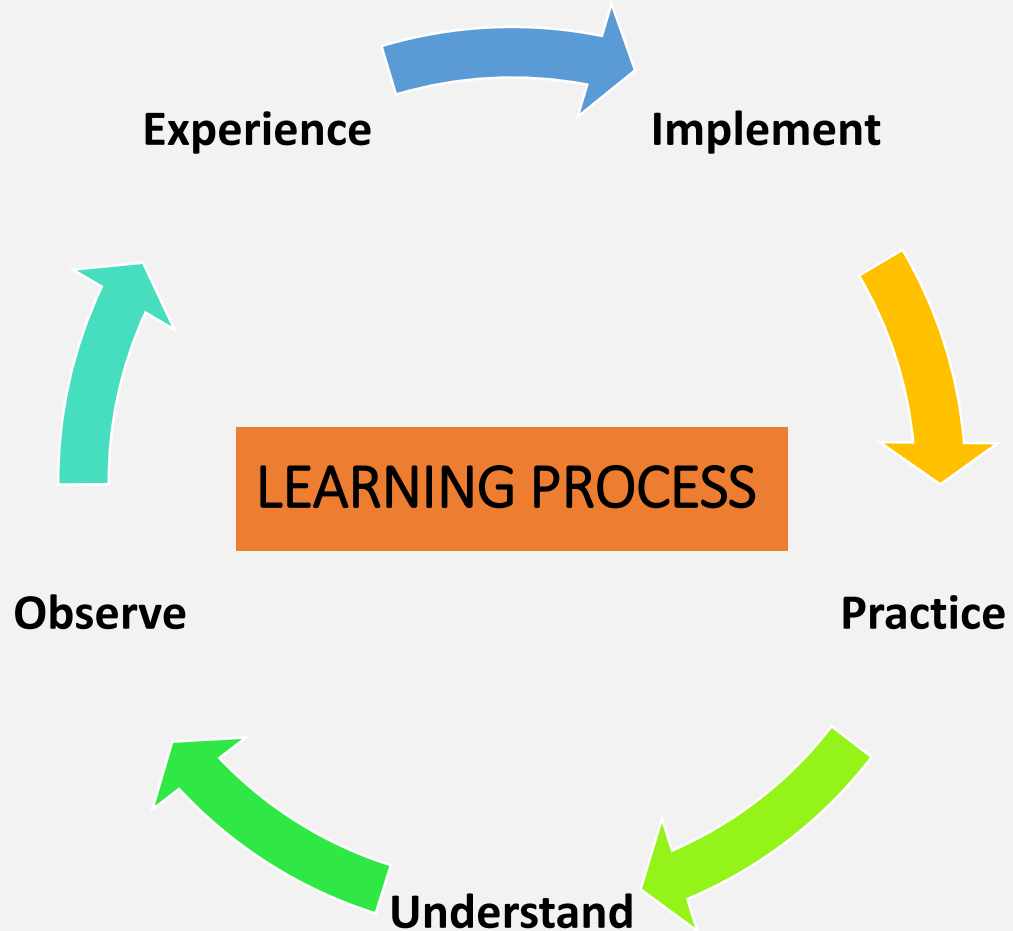 Experience
Implement
LEARNING PROCESS
Observe
Practice
Understand